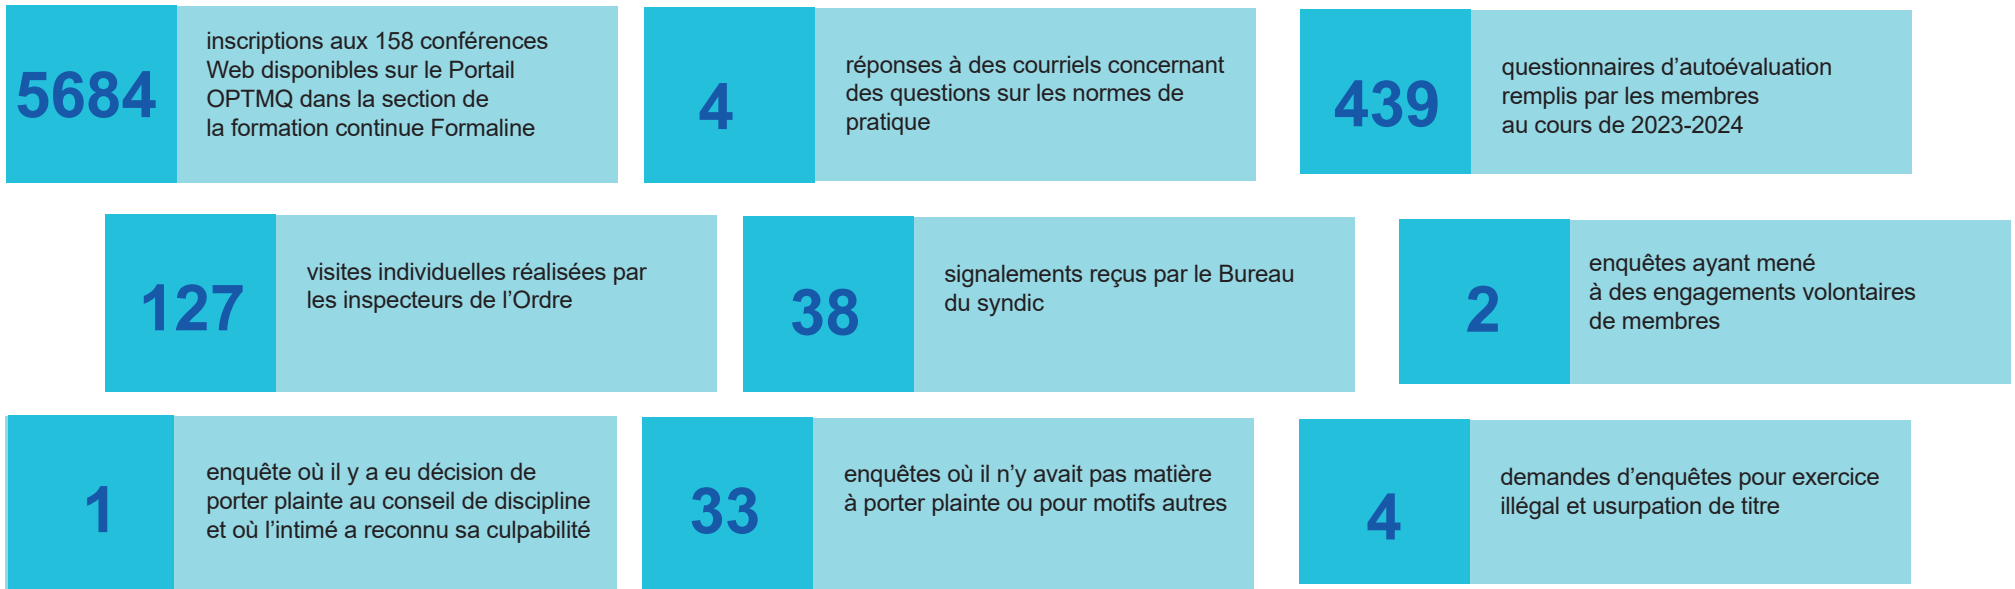 5684
inscriptions aux 158 conférences
Web disponibles sur le Portail
OPTMQ dans la section de
la formation continue Formaline
4
réponses à des courriels concernant
des questions sur les normes de
pratique
439
questionnaires d’autoévaluation
remplis par les membres
au cours de 2023-2024
127
visites individuelles réalisées par
les inspecteurs de l’Ordre
38
signalements reçus par le Bureau
du syndic
2
enquêtes ayant mené
à des engagements volontaires
de membres
1
enquête où il y a eu décision de
porter plainte au conseil de discipline
et où l’intimé a reconnu sa culpabilité
33
enquêtes où il n’y avait pas matière
à porter plainte ou pour motifs autres
4
demandes d’enquêtes pour exercice
illégal et usurpation de titre